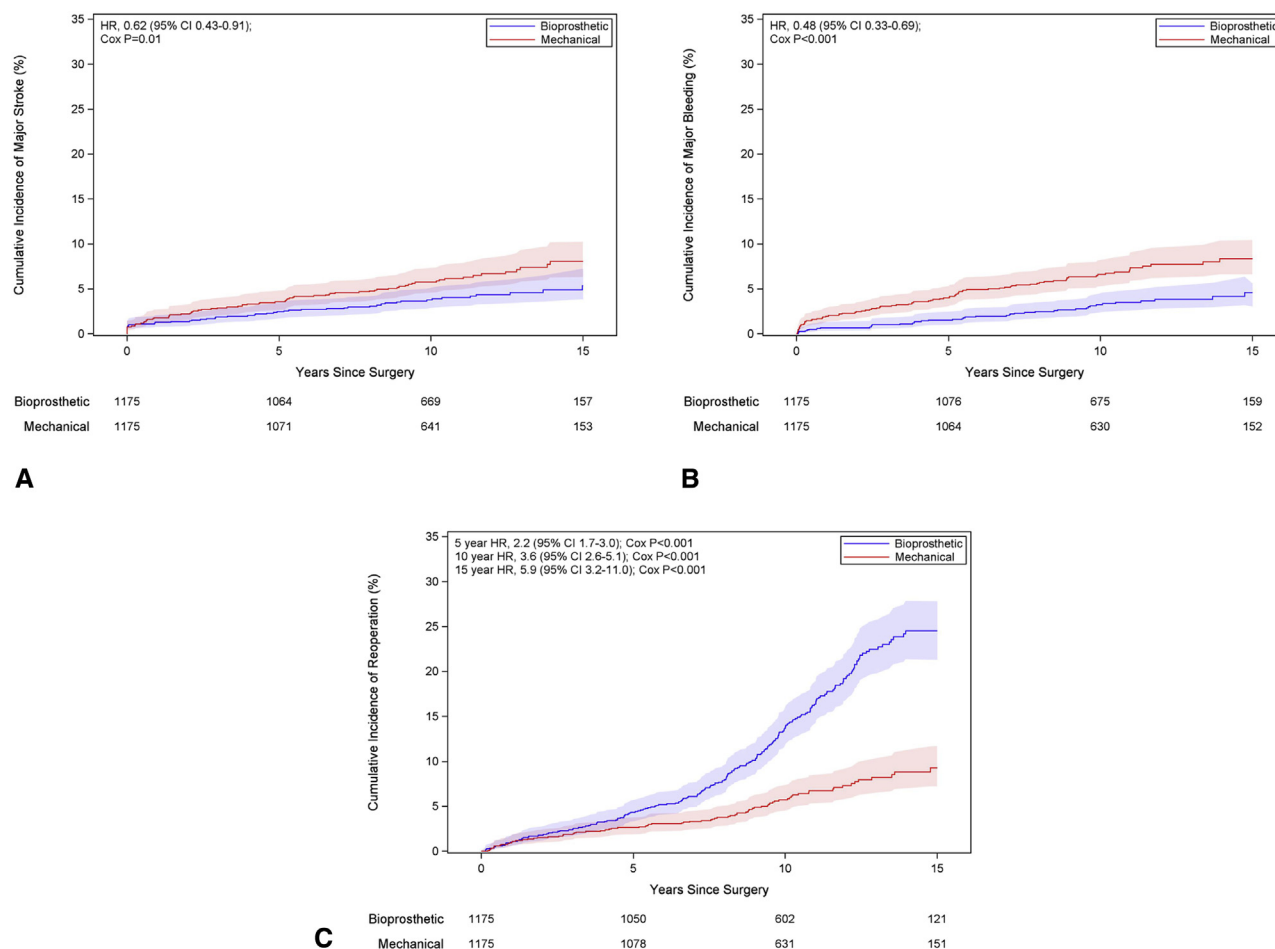 HR, 0.62 (95% CI 0.43-0.91);
Cox P=0.01
Bioprosthetic
Mechanical
Cumulative Incidence of Major Stroke (%)
35
30
25
20
15
10
5
0
0 5 10 15
Years Since Surgery
Bioprosthetic 1175 1064 669 157
Mechanical 1175 1071 641 153
A
HR, 0.48 (95% CI 0.33-0.69);
Cox P<0.001
Bioprosthetic
Mechanical
Cumulative Incidence of Major Bleeding (%)
35
30
25
20
15
10
5
0
0 5 10 15
Years Since Surgery
Bioprosthetic 1175 1076 675 159
Mechanical 1175 1064 630 152
B
5 year HR, 2.2 (95% CI 1.7-3.0); Cox P<0.001
10 year HR, 3.6 (95% CI 2.6-5.1); Cox P<0.001
15 year HR, 5.9 (95% CI 3.2-11.0); Cox P<0.001
Bioprosthetic
Mechanical
Cumulative Incidence of Reoperation (%)
35
30
25
20
15
10
5
0
0 5 10 15
Years Since Surgery
Bioprosthetic 1175 1050 602 121
Mechanical 1175 1078 631 151
C